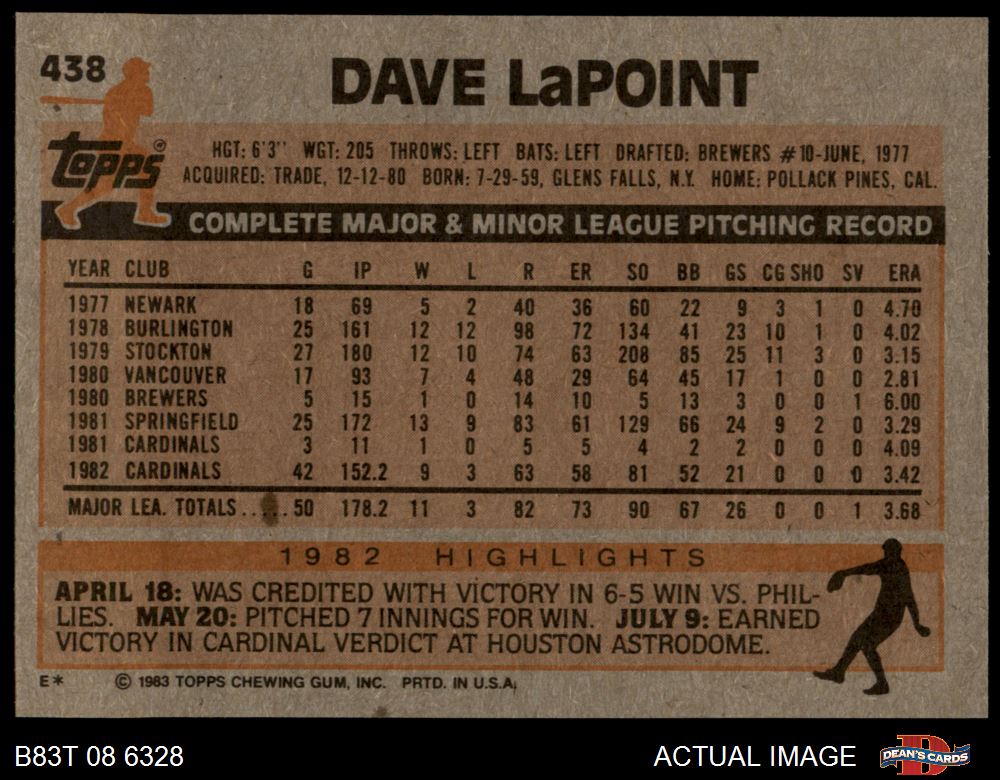 438
DAVE LaPOINT
topps®
HGT: 6'3" WGT: 205 THROWS: LEFT BATS: LEFT DRAFTED: BREWERS #10-JUNE, 1977
ACQUIRED: TRADE, 12-12-80 BORN: 7-29-59, GLENS FALLS, N.Y. HOME: POLLACK PINES, CAL.
COMPLETE MAJOR & MINOR LEAGUE PITCHING RECORD
YEAR CLUB G IP W L R ER SO BB GS CG SHO SV ERA
1977 NEWARK 18 69 5 2 40 36 60 22 9 3 1 0 4.70
1978 BURLINGTON 25 161 12 12 98 72 134 41 23 10 1 0 4.02
1979 STOCKTON 27 180 12 10 74 63 208 85 25 11 3 0 3.15
1980 VANCOUVER 17 93 7 4 48 29 64 45 17 1 0 0 2.81
1980 BREWERS 5 15 1 0 14 10 5 13 3 0 0 1 6.00
1981 SPRINGFIELD 25 172 13 9 83 61 129 66 24 9 2 0 3.29
1981 CARDINALS 3 11 1 0 5 5 4 2 2 0 0 0 4.09
1982 CARDINALS 42 152.2 9 3 63 58 81 52 21 0 0 0 3.42
MAJOR LEA. TOTALS..... 50 178.2 11 3 82 73 90 67 26 0 0 1 3.68
1982 HIGHLIGHTS
APRIL 18: WAS CREDITED WITH VICTORY IN 6-5 WIN VS. PHIL-
LIES. MAY 20: PITCHED 7 INNINGS FOR WIN. JULY 9: EARNED
VICTORY IN CARDINAL VERDICT AT HOUSTON ASTRODOME.
E* © 1983 TOPPS CHEWING GUM, INC. PRTD. IN U.S.A.
B83T 08 6328 ACTUAL IMAGE DEAN'S CARDS